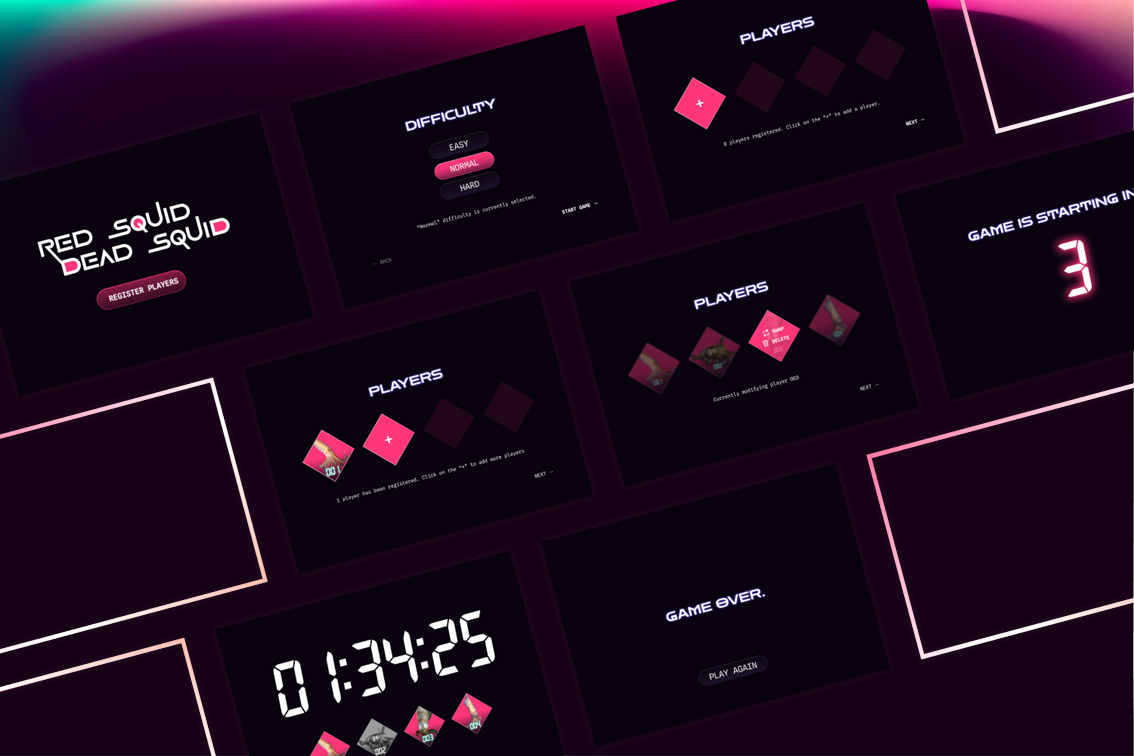 PLAYERS
+
0 players registered. Click on the "+" to add a player.
NEXT →
DIFFICULTY
EASY
NORMAL
HARD
"Normal" difficulty is currently selected.
START GAME →
← BACK
RED SQUID
DEAD SQUID
REGISTER PLAYERS
GAME IS STARTING IN
3
PLAYERS
SWAP
DELETE
Currently modifying player 003
NEXT →
PLAYERS
001
+
1 player has been registered. Click on the "+" to add more players
NEXT →
GAME OVER.
PLAY AGAIN
01:34:25
002
003
004